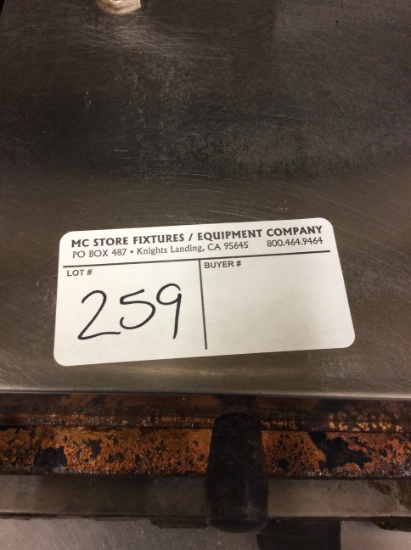 MC STORE FIXTURES / EQUIPMENT COMPANY
PO BOX 487 • Knights Landing, CA 95645 800.464.9464
LOT # BUYER #
259